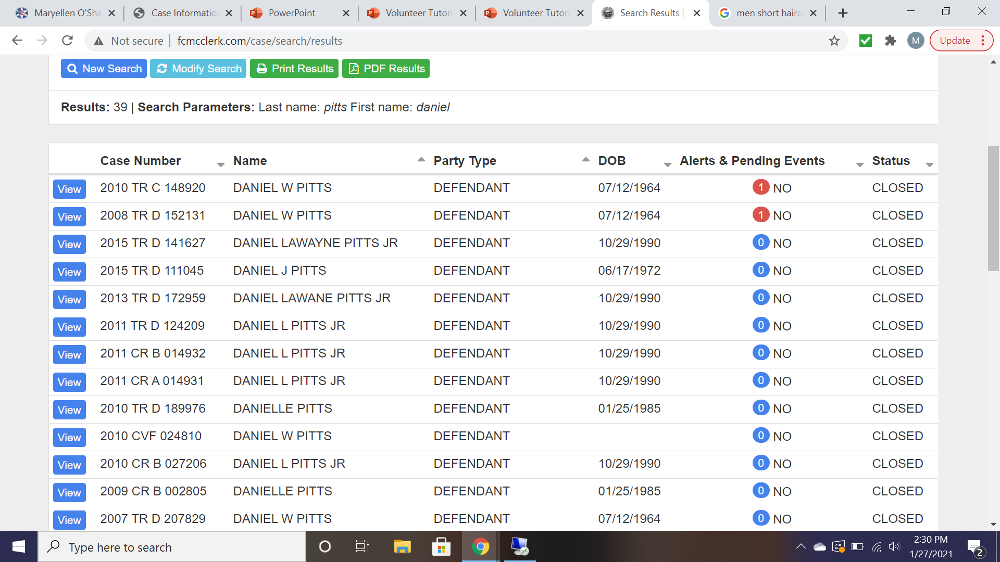 Maryellen O'Sha
Case Information
PowerPoint
Volunteer Tutori
Volunteer Tutori
Search Results |
men short haircu
Not secure | fcmcclerk.com/case/search/results
M
Update
New Search Modify Search Print Results PDF Results
Results: 39 | Search Parameters: Last name: pitts First name: daniel
Case Number Name Party Type DOB Alerts & Pending Events Status
View 2010 TR C 148920 DANIEL W PITTS DEFENDANT 07/12/1964 1 NO CLOSED
View 2008 TR D 152131 DANIEL W PITTS DEFENDANT 07/12/1964 1 NO CLOSED
View 2015 TR D 141627 DANIEL LAWAYNE PITTS JR DEFENDANT 10/29/1990 0 NO CLOSED
View 2015 TR D 111045 DANIEL J PITTS DEFENDANT 06/17/1972 0 NO CLOSED
View 2013 TR D 172959 DANIEL LAWANE PITTS JR DEFENDANT 10/29/1990 0 NO CLOSED
View 2011 TR D 124209 DANIEL L PITTS JR DEFENDANT 10/29/1990 0 NO CLOSED
View 2011 CR B 014932 DANIEL L PITTS JR DEFENDANT 10/29/1990 0 NO CLOSED
View 2011 CR A 014931 DANIEL L PITTS JR DEFENDANT 10/29/1990 0 NO CLOSED
View 2010 TR D 189976 DANIELLE PITTS DEFENDANT 01/25/1985 0 NO CLOSED
View 2010 CVF 024810 DANIEL W PITTS DEFENDANT 0 NO CLOSED
View 2010 CR B 027206 DANIEL L PITTS JR DEFENDANT 10/29/1990 0 NO CLOSED
View 2009 CR B 002805 DANIELLE PITTS DEFENDANT 01/25/1985 0 NO CLOSED
View 2007 TR D 207829 DANIEL W PITTS DEFENDANT 07/12/1964 0 NO CLOSED
Type here to search
2:30 PM
1/27/2021
2